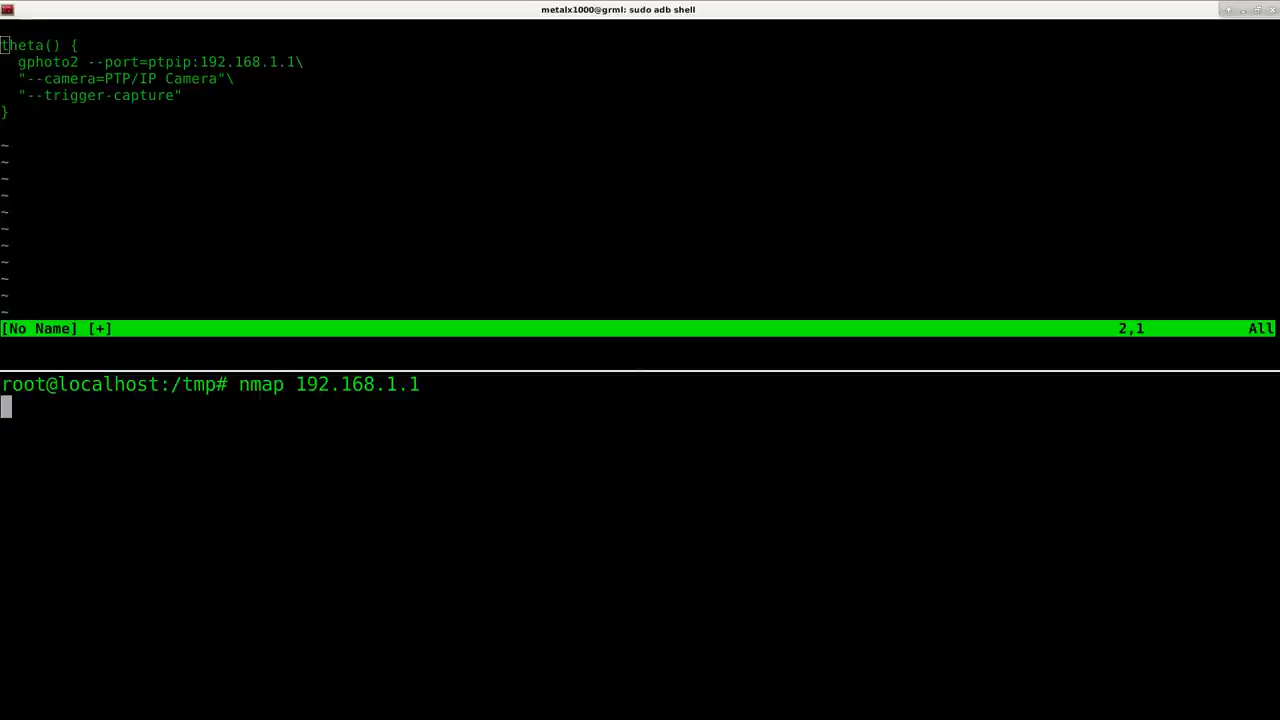 metalx1000@grml: sudo adb shell
theta() {
  gphoto2 --port=ptpip:192.168.1.1\
  "--camera=PTP/IP Camera"\
  "--trigger-capture"
}
~
~
~
~
~
~
~
~
~
~
~
[No Name] [+] 2,1 All
root@localhost:/tmp# nmap 192.168.1.1